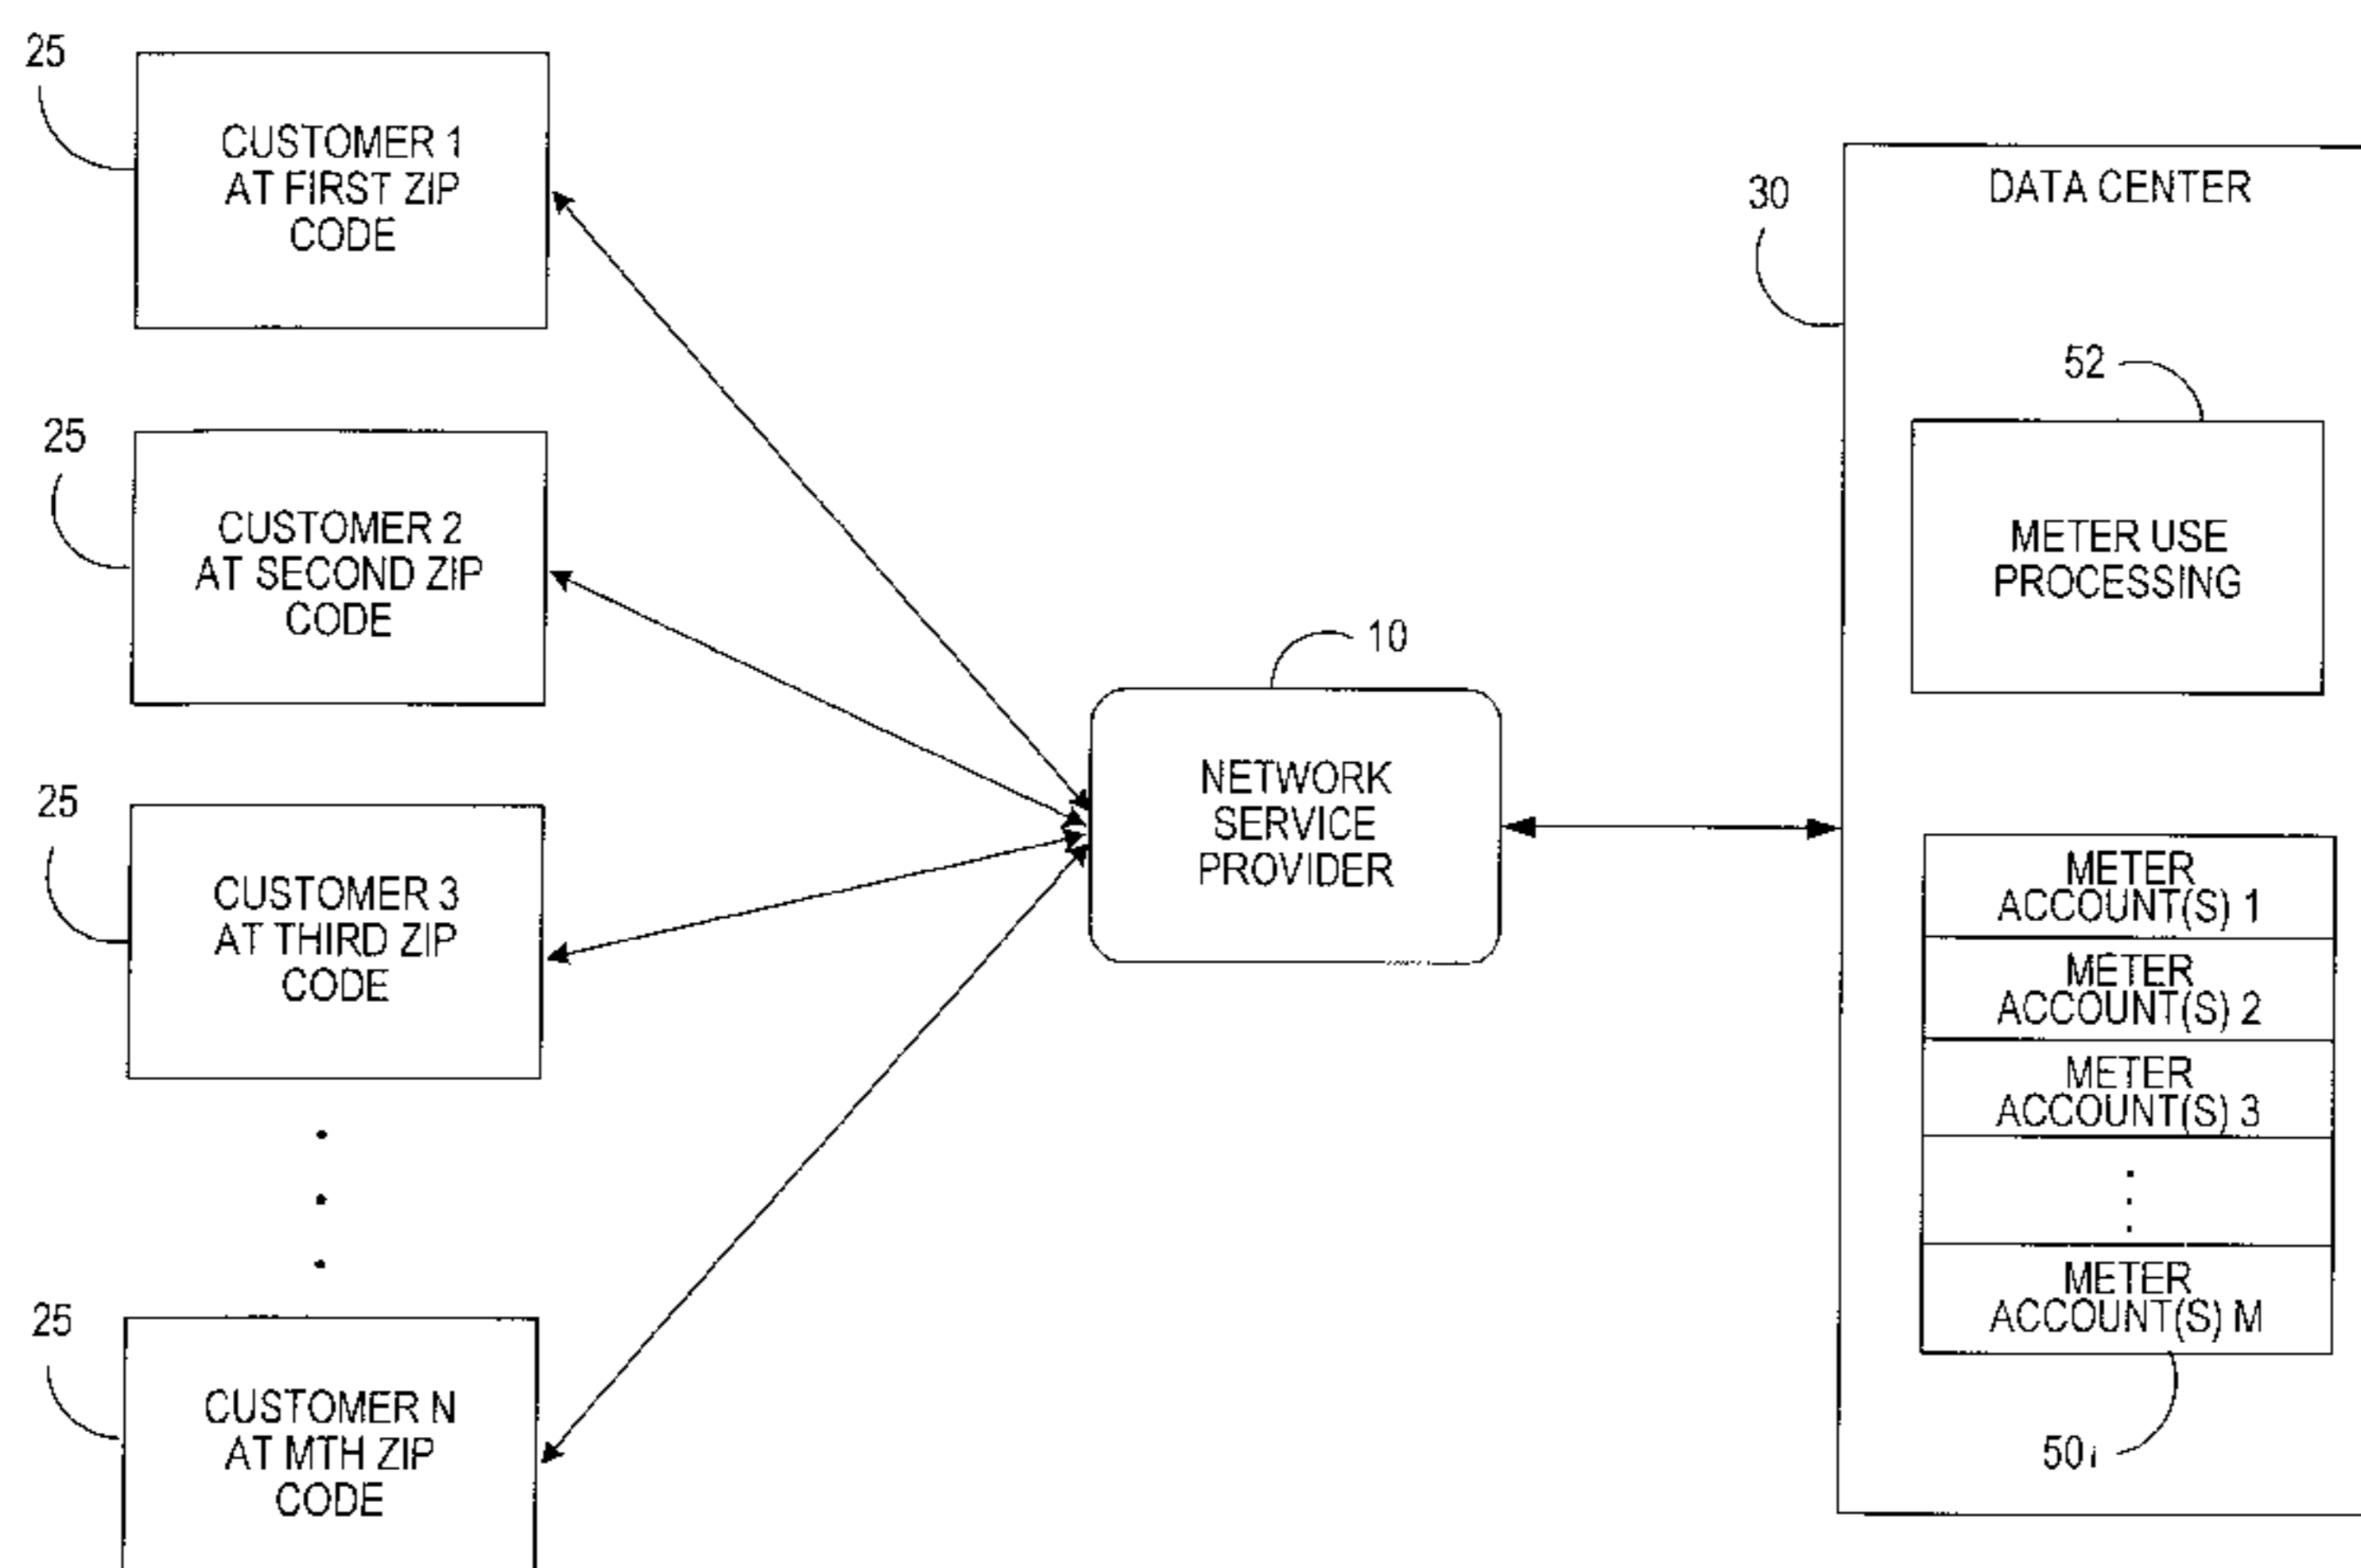 25
CUSTOMER 1
AT FIRST ZIP
CODE
25
CUSTOMER 2
AT SECOND ZIP
CODE
25
CUSTOMER 3
AT THIRD ZIP
CODE
25
CUSTOMER N
AT MTH ZIP
CODE
10
NETWORK
SERVICE
PROVIDER
30
DATA CENTER
52
METER USE
PROCESSING
METER
ACCOUNT(S) 1
METER
ACCOUNT(S) 2
METER
ACCOUNT(S) 3
METER
ACCOUNT(S) M
50i